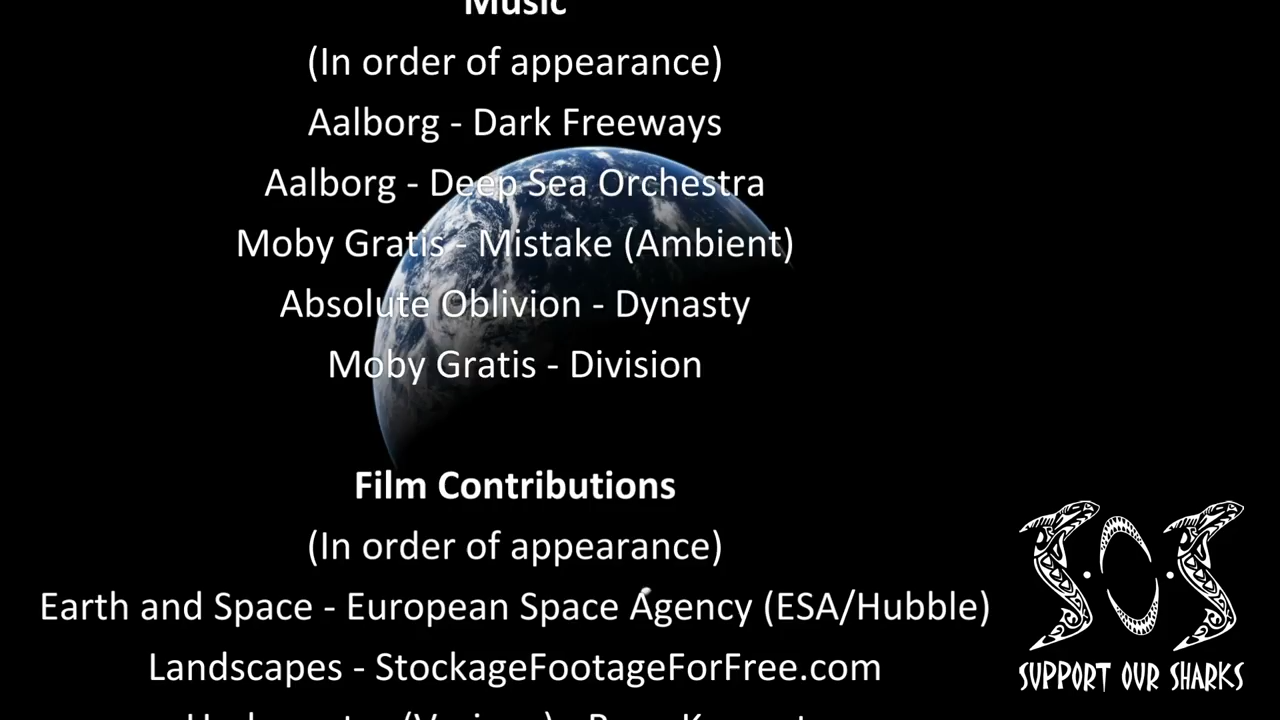 Music
(In order of appearance)
Aalborg - Dark Freeways
Aalborg - Deep Sea Orchestra
Moby Gratis - Mistake (Ambient)
Absolute Oblivion - Dynasty
Moby Gratis - Division
Film Contributions
(In order of appearance)
Earth and Space - European Space Agency (ESA/Hubble)
Landscapes - StockageFootageForFree.com
S.O.S
SUPPORT OUR SHARKS